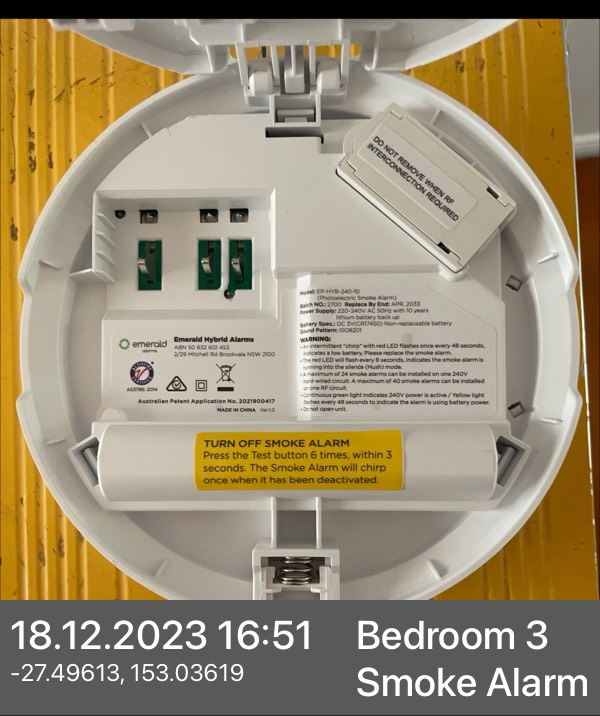 DO NOT REMOVE WHEN RF
INTERCONNECTION REQUIRED
Model: EP-HYB-240-10
(Photoelectric Smoke Alarm)
Batch NO.: 2700 Replace By End: APR, 2033
Power Supply: 220-240V AC 50Hz with 10 years
lithium battery back up
Battery Spec.: DC 3V(CR17450) Non-replaceable battery
Sound Pattern: ISO8201
WARNING:
• An intermittent "chirp" with red LED flashes once every 48 seconds,
indicates a low battery, Please replace the smoke alarm.
• The red LED will flash every 8 seconds, indicates the smoke alarm is
running into the silence (Hush) mode.
• A maximum of 24 smoke alarms can be installed on one 240V
hard-wired circuit. A maximum of 40 smoke alarms can be installed
on one RF circuit.
• Continuous green light indicates 240V power is active / Yellow light
flashes every 48 seconds to indicate the alarm is using battery power.
• Do not open unit.
emerald
alarms
Emerald Hybrid Alarms
ABN 50 632 601 453
2/29 Mitchell Rd Brookvale NSW 2100
AS3786: 2014
Australian Patent Application No. 2021900417
MADE IN CHINA Ver1.0
TURN OFF SMOKE ALARM
Press the Test button 6 times, within 3
seconds. The Smoke Alarm will chirp
once when it has been deactivated.
18.12.2023 16:51
-27.49613, 153.03619
Bedroom 3
Smoke Alarm